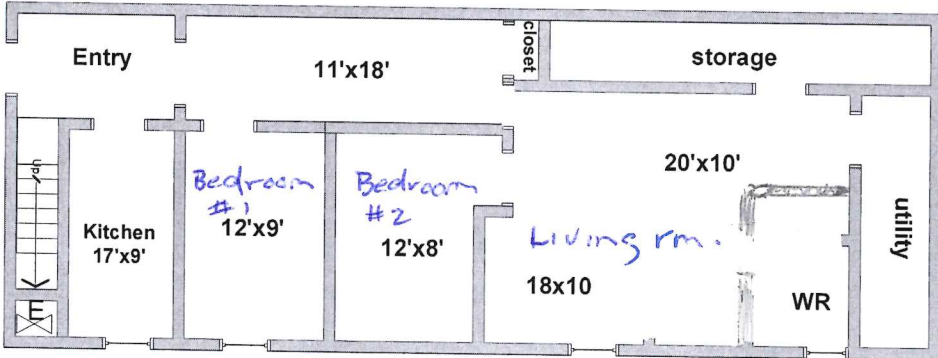 Entry
11'x18'
closet
storage
up
Kitchen
17'x9'
Bedroom
#1
12'x9'
Bedroom
#2
12'x8'
20'x10'
Living rm.
18x10
WR
utility
E